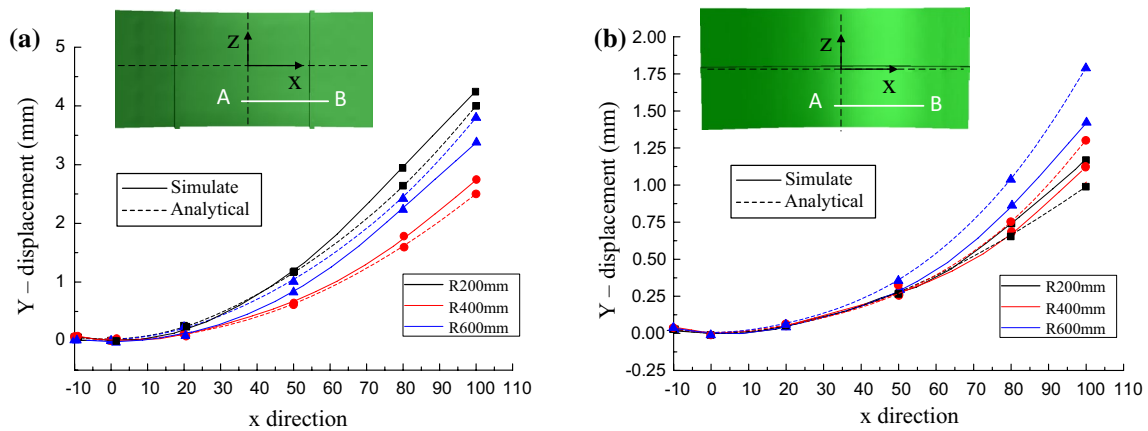 (a)
Z
X
A
B
5
4
3
2
1
0
Y – displacement (mm)
Simulate
Analytical
R200mm
R400mm
R600mm
-10 0 10 20 30 40 50 60 70 80 90 100 110
x direction
(b)
Z
X
A
B
2.00
1.75
1.50
1.25
1.00
0.75
0.50
0.25
0.00
-0.25
Y – displacement (mm)
Simulate
Analytical
R200mm
R400mm
R600mm
-10 0 10 20 30 40 50 60 70 80 90 100 110
x direction